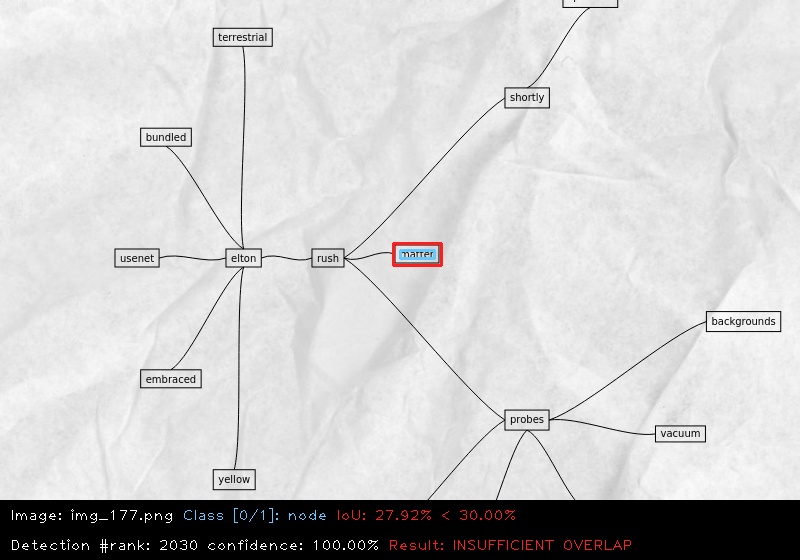 terrestrial
shortly
bundled
usenet
elton
rush
matter
backgrounds
embraced
probes
vacuum
yellow
Image: img_177.png Class [0/1]: node IoU: 27.92% < 30.00%
Detection #rank: 2030 confidence: 100.00% Result: INSUFFICIENT OVERLAP